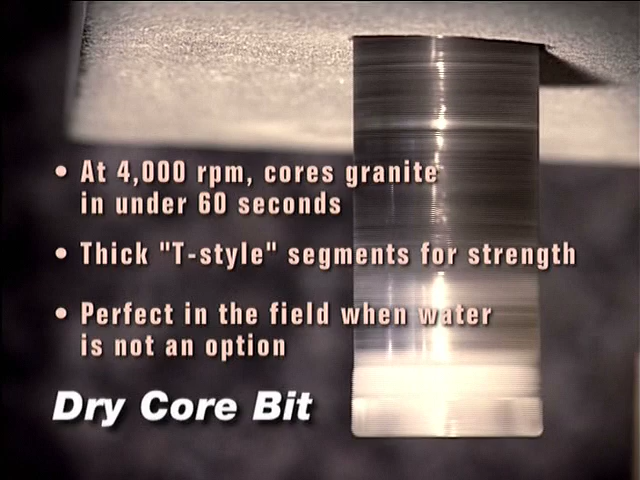 • At 4,000 rpm, cores granite
in under 60 seconds
• Thick "T-style" segments for strength
• Perfect in the field when water
is not an option
Dry Core Bit